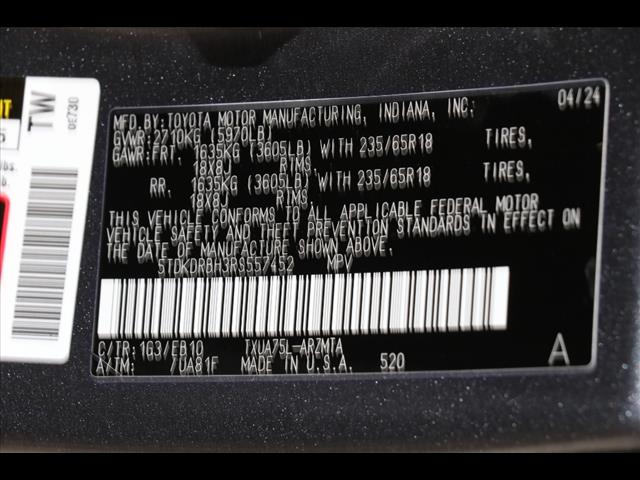 TW
DE730
MFD BY:TOYOTA MOTOR MANUFACTURING, INDIANA, INC. 04/24
GVWR:2710KG (5970LB)
GAWR:FRT. 1635KG (3605LB) WITH 235/65R18 TIRES,
18X8J RIMS.
RR. 1635KG (3605LB) WITH 235/65R18 TIRES,
18X8J RIMS.
THIS VEHICLE CONFORMS TO ALL APPLICABLE FEDERAL MOTOR
VEHICLE SAFETY AND THEFT PREVENTION STANDARDS IN EFFECT ON
THE DATE OF MANUFACTURE SHOWN ABOVE.
5TDKDRBH3RS557452 MPV
C/TR: 1G3/EB10 TXUA75L-ARZMTA
A/TM: /UA81F MADE IN U.S.A. 520 A